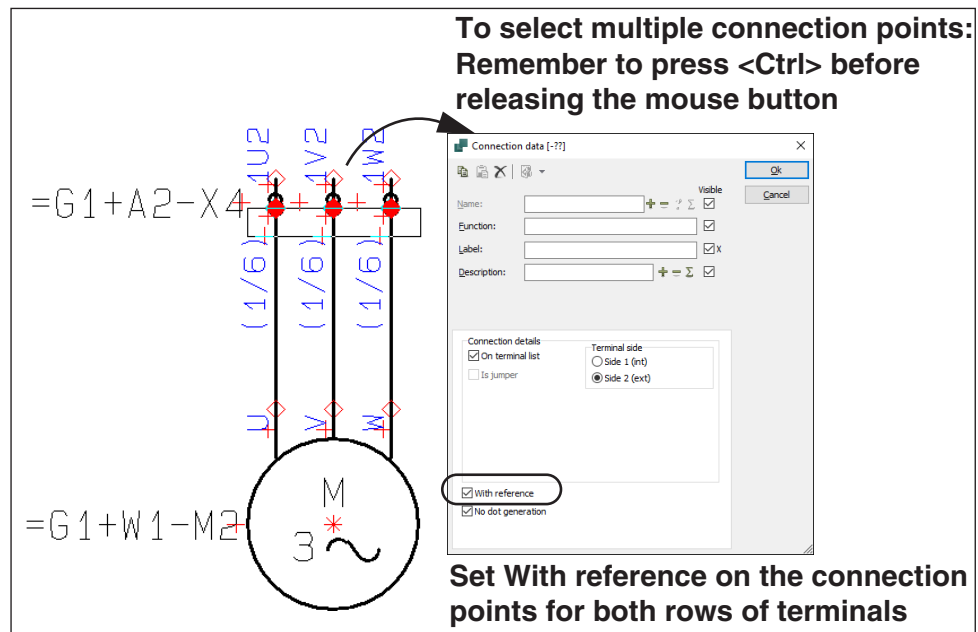 To select multiple connection points:
Remember to press <Ctrl> before
releasing the mouse button
1U2
1V2
1W2
=G1+A2-X4
(1/6)
(1/6)
(1/6)
U
V
W
M
3
=G1+W1-M2
Connection data [-??]
Ok
Cancel
Visible
Name:
Function:
Label:
X
Description:
Connection details
On terminal list
Is jumper
Terminal side
Side 1 (int)
Side 2 (ext)
With reference
No dot generation
Set With reference on the connection
points for both rows of terminals